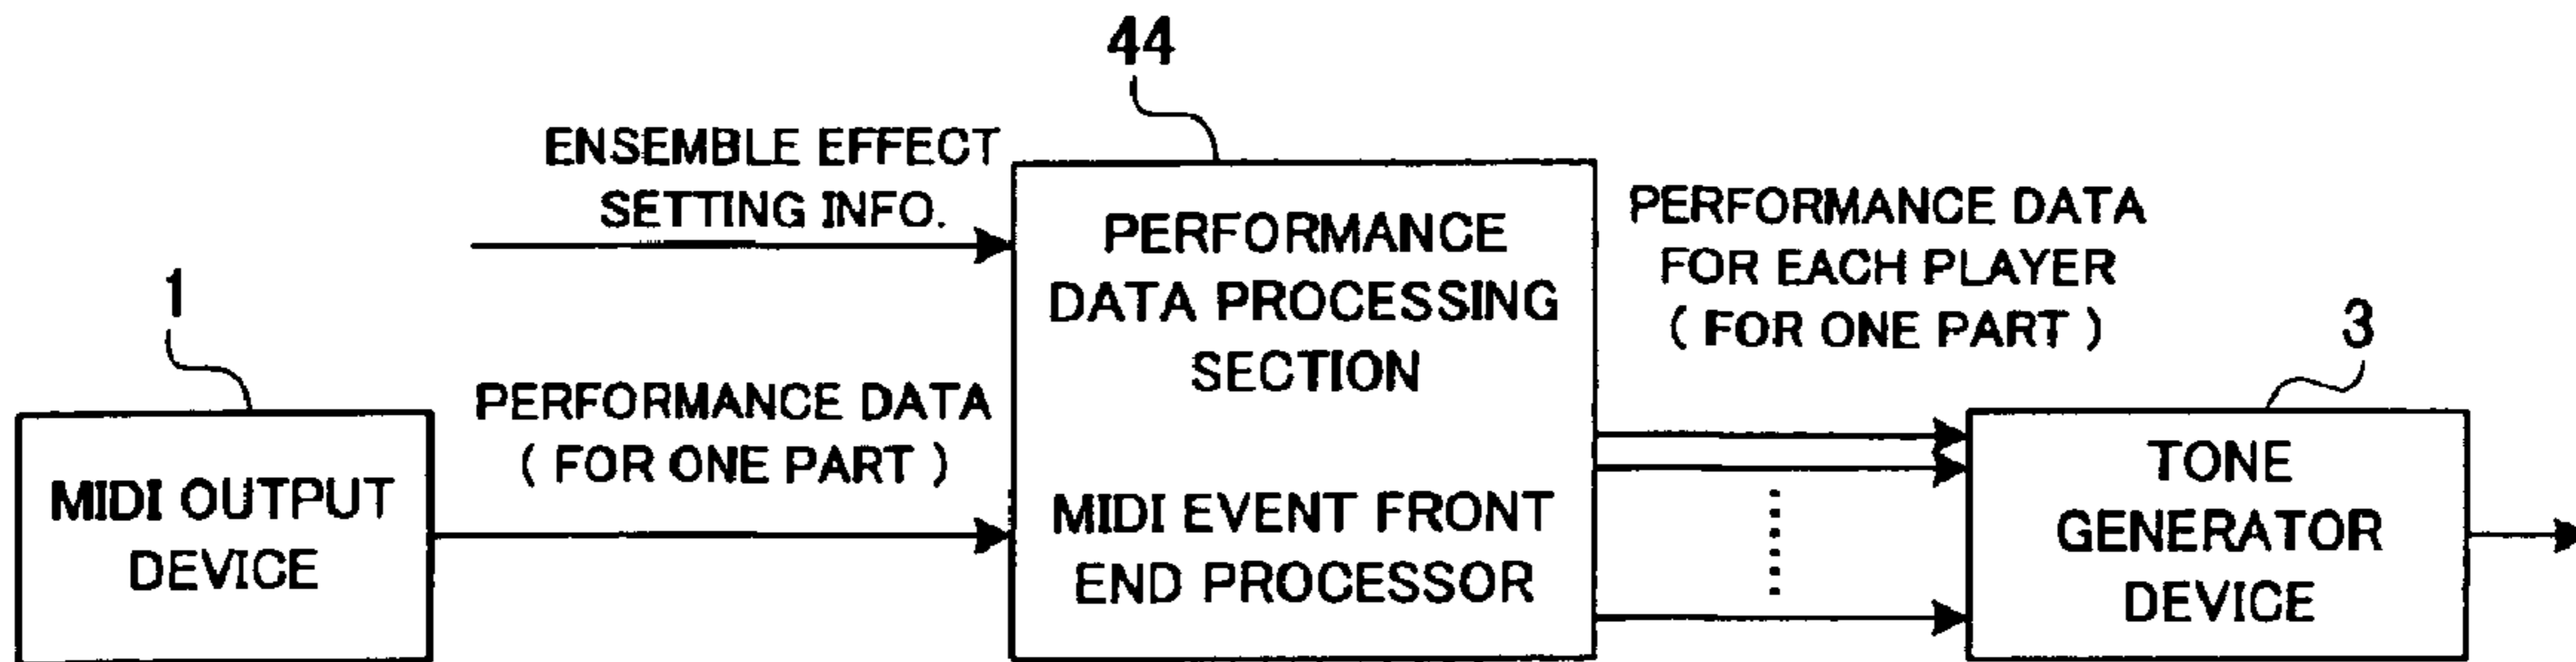 44
ENSEMBLE EFFECT
SETTING INFO.
PERFORMANCE
DATA PROCESSING
SECTION
MIDI EVENT FRONT
END PROCESSOR
PERFORMANCE DATA
FOR EACH PLAYER
( FOR ONE PART )
1
MIDI OUTPUT
DEVICE
PERFORMANCE DATA
( FOR ONE PART )
3
TONE
GENERATOR
DEVICE